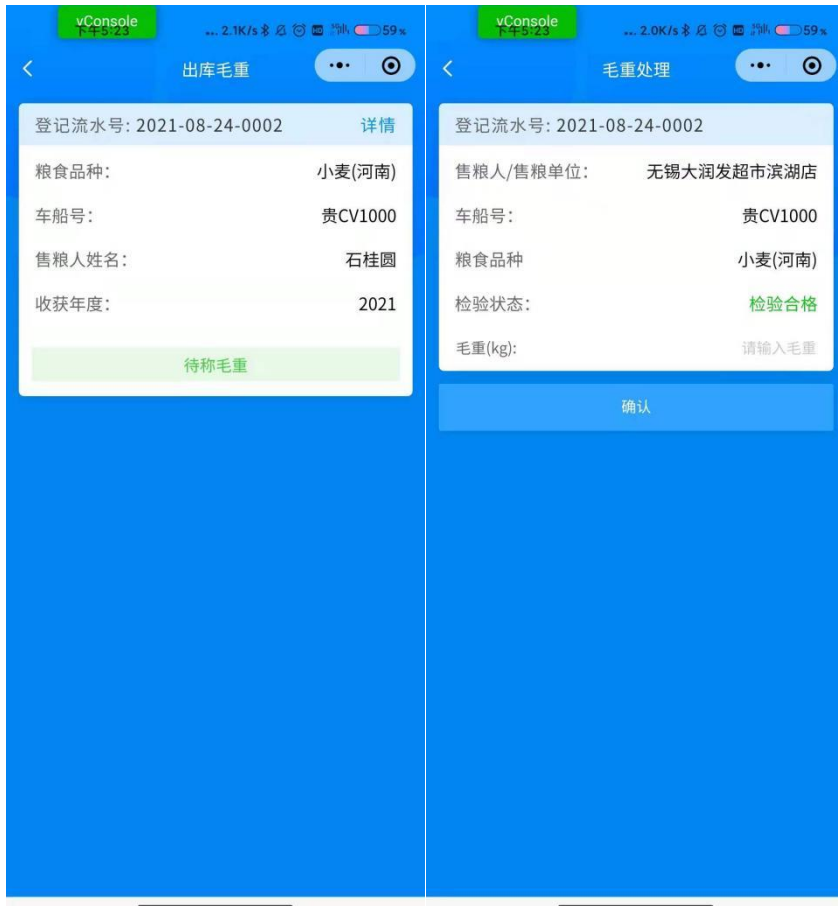 vConsole
下午5:23
... 2.1K/s
59%
出库毛重
登记流水号: 2021-08-24-0002 详情
粮食品种: 小麦(河南)
车船号: 贵CV1000
售粮人姓名: 石桂圆
收获年度: 2021
待称毛重
vConsole
下午5:23
... 2.0K/s
59%
毛重处理
登记流水号: 2021-08-24-0002
售粮人/售粮单位: 无锡大润发超市滨湖店
车船号: 贵CV1000
粮食品种 小麦(河南)
检验状态: 检验合格
毛重(kg): 请输入毛重
确认